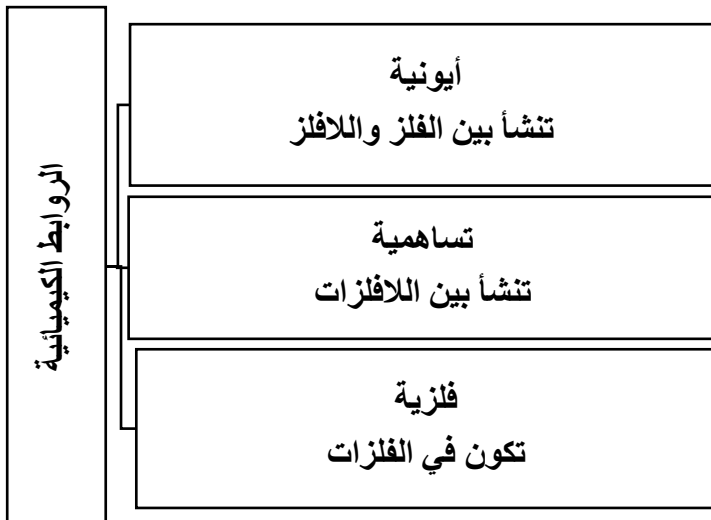 الروابط الكيميائية
أيونية
تنشأ بين الفلز واللافلز
تساهمية
تنشأ بين اللافلزات
فلزية
تكون في الفلزات